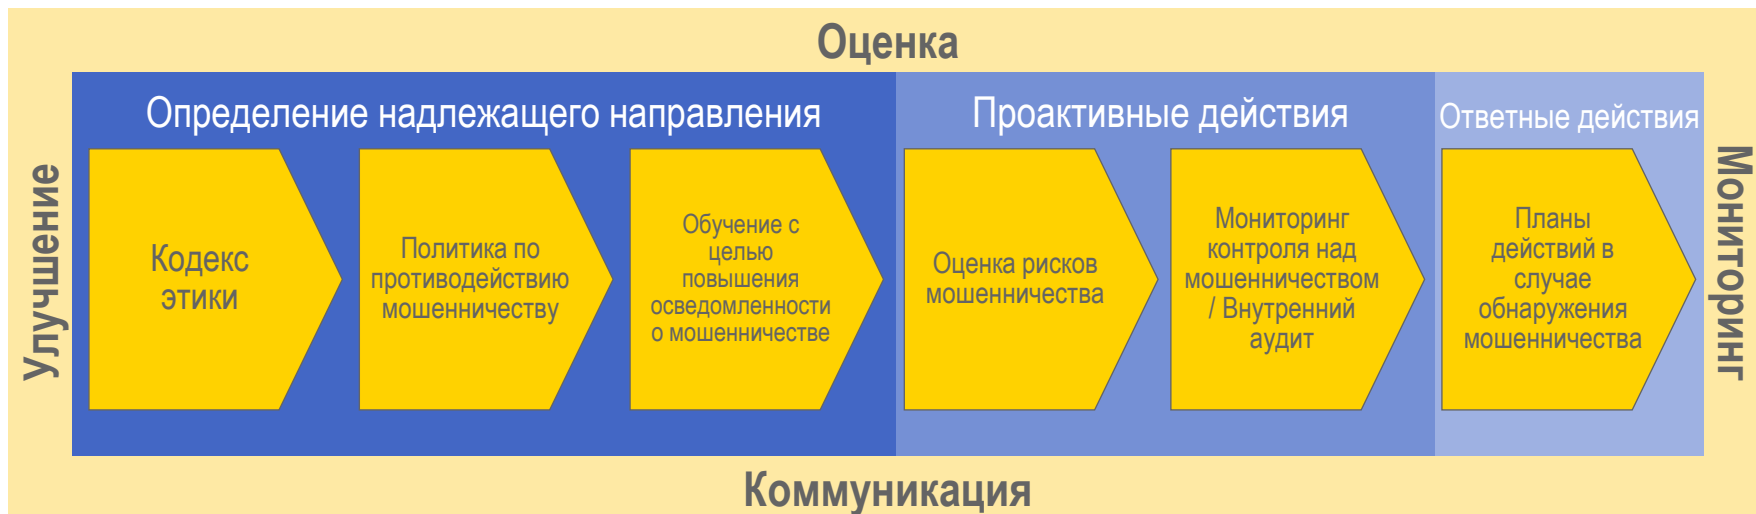 Оценка
Определение надлежащего направления
Проактивные действия
Ответные действия
Улучшение
Кодекс
этики
Политика по
противодействию
мошенничеству
Обучение с
целью
повышения
осведомленности
о мошенничестве
Оценка рисков
мошенничества
Мониторинг
контроля над
мошенничеством
/ Внутренний
аудит
Планы
действий в
случае
обнаружения
мошенничества
Мониторинг
Коммуникация